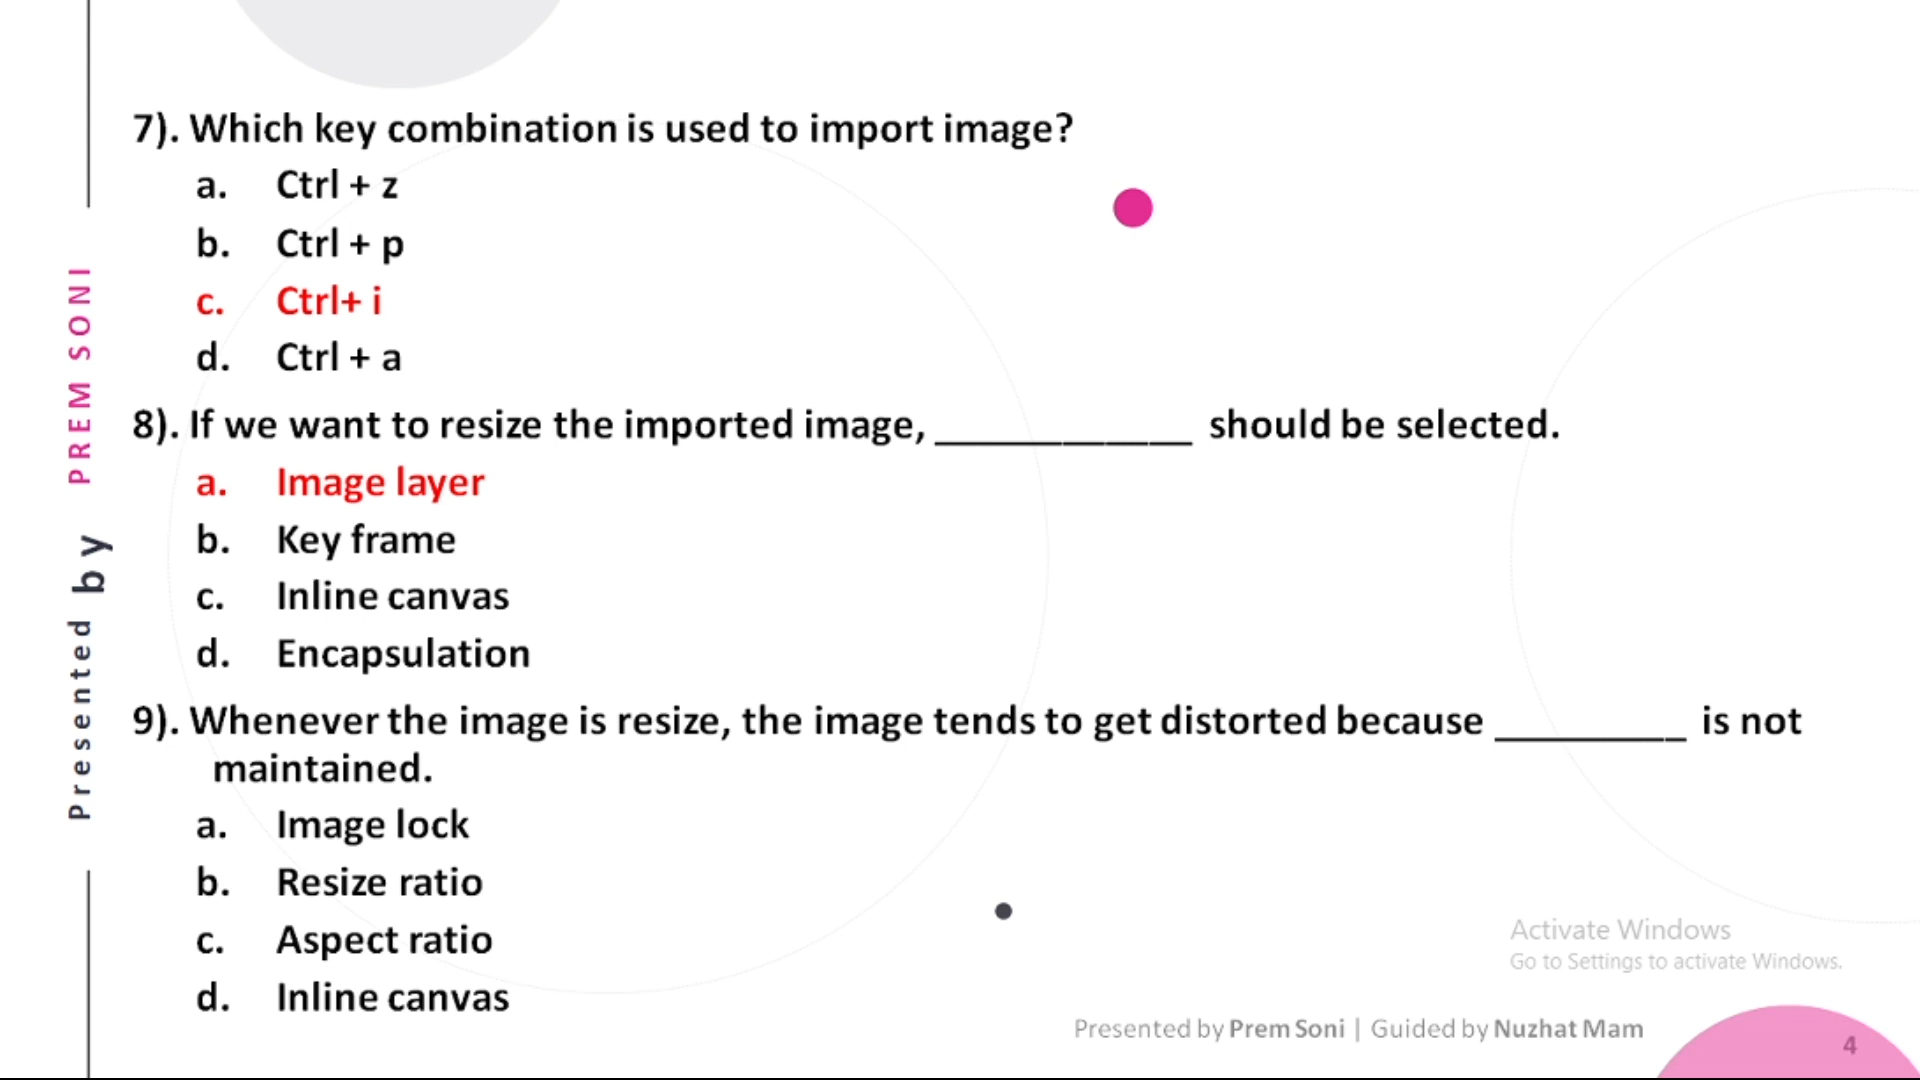 7). Which key combination is used to import image?
a. Ctrl + z
b. Ctrl + p
c. Ctrl+ i
d. Ctrl + a
8). If we want to resize the imported image, ____________ should be selected.
a. Image layer
b. Key frame
c. Inline canvas
d. Encapsulation
9). Whenever the image is resize, the image tends to get distorted because _________ is not
maintained.
a. Image lock
b. Resize ratio
c. Aspect ratio
d. Inline canvas
Presented by PREM SONI
Activate Windows
Go to Settings to activate Windows.
Presented by Prem Soni | Guided by Nuzhat Mam
4